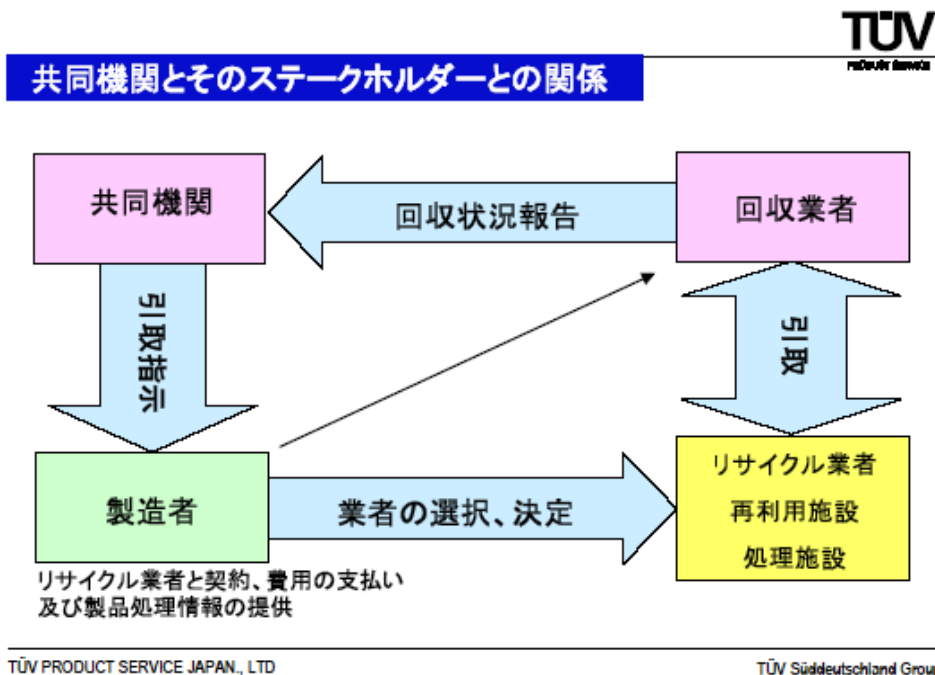 TÜV
PRODUCT SERVICE
共同機関とそのステークホルダーとの関係
共同機関
回収状況報告
回収業者
引取指示
引取
製造者
業者の選択、決定
リサイクル業者
再利用施設
処理施設
リサイクル業者と契約、費用の支払い
及び製品処理情報の提供
TÜV PRODUCT SERVICE JAPAN., LTD
TÜV Süddeutschland Group